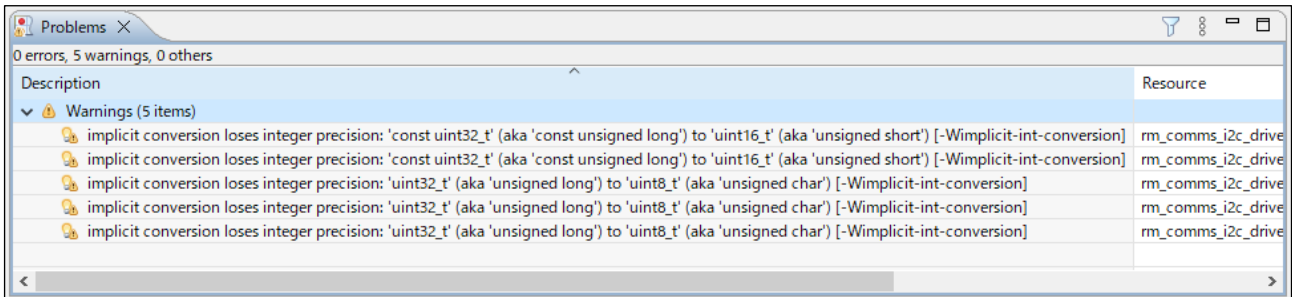 Problems
0 errors, 5 warnings, 0 others
Description Resource
Warnings (5 items)
implicit conversion loses integer precision: 'const uint32_t' (aka 'const unsigned long') to 'uint16_t' (aka 'unsigned short') [-Wimplicit-int-conversion] rm_comms_i2c_drive
implicit conversion loses integer precision: 'const uint32_t' (aka 'const unsigned long') to 'uint16_t' (aka 'unsigned short') [-Wimplicit-int-conversion] rm_comms_i2c_drive
implicit conversion loses integer precision: 'uint32_t' (aka 'unsigned long') to 'uint8_t' (aka 'unsigned char') [-Wimplicit-int-conversion] rm_comms_i2c_drive
implicit conversion loses integer precision: 'uint32_t' (aka 'unsigned long') to 'uint8_t' (aka 'unsigned char') [-Wimplicit-int-conversion] rm_comms_i2c_drive
implicit conversion loses integer precision: 'uint32_t' (aka 'unsigned long') to 'uint8_t' (aka 'unsigned char') [-Wimplicit-int-conversion] rm_comms_i2c_drive